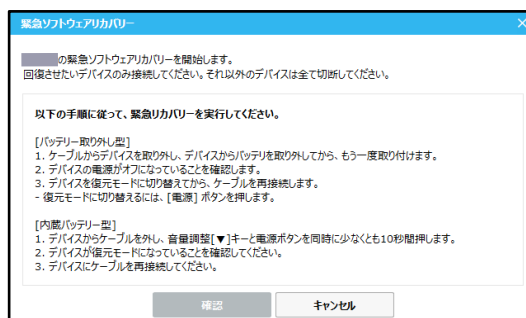 緊急ソフトウェアリカバリー
の緊急ソフトウェアリカバリーを開始します。
回復させたいデバイスのみ接続してください。それ以外のデバイスは全て切断してください。
以下の手順に従って、緊急リカバリーを実行してください。
[バッテリー取り外し型]
1. ケーブルからデバイスを取り外し、デバイスからバッテリを取り外してから、もう一度取り付けます。
2. デバイスの電源がオフになっていることを確認します。
3. デバイスを復元モードに切り替えてから、ケーブルを再接続します。
- 復元モードに切り替えるには、[電源] ボタンを押します。
[内蔵バッテリー型]
1. デバイスからケーブルを外し、音量調整[▼]キーと電源ボタンを同時に少なくとも10秒間押します。
2. デバイスが復元モードになっていることを確認してください。
3. デバイスにケーブルを再接続してください。
確認
キャンセル